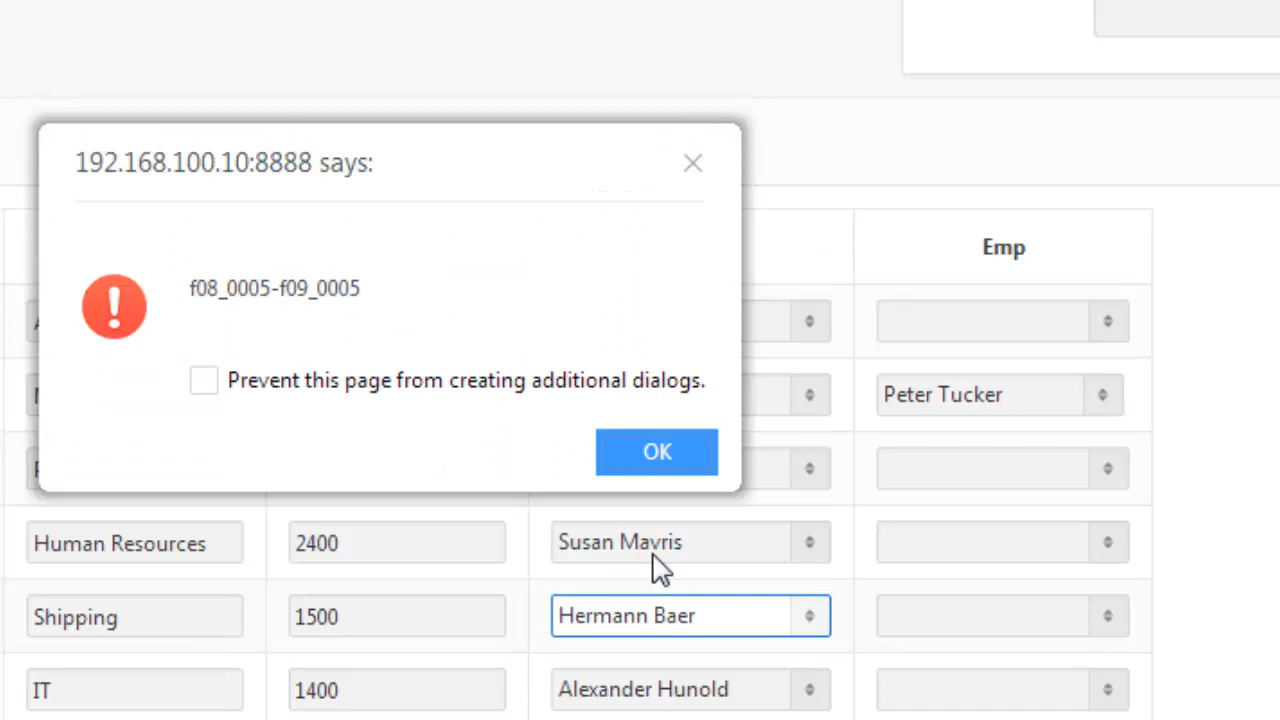 192.168.100.10:8888 says:
Emp
f08_0005-f09_0005
Prevent this page from creating additional dialogs.
Peter Tucker
OK
Human Resources
2400
Susan Mavris
Shipping
1500
Hermann Baer
IT
1400
Alexander Hunold